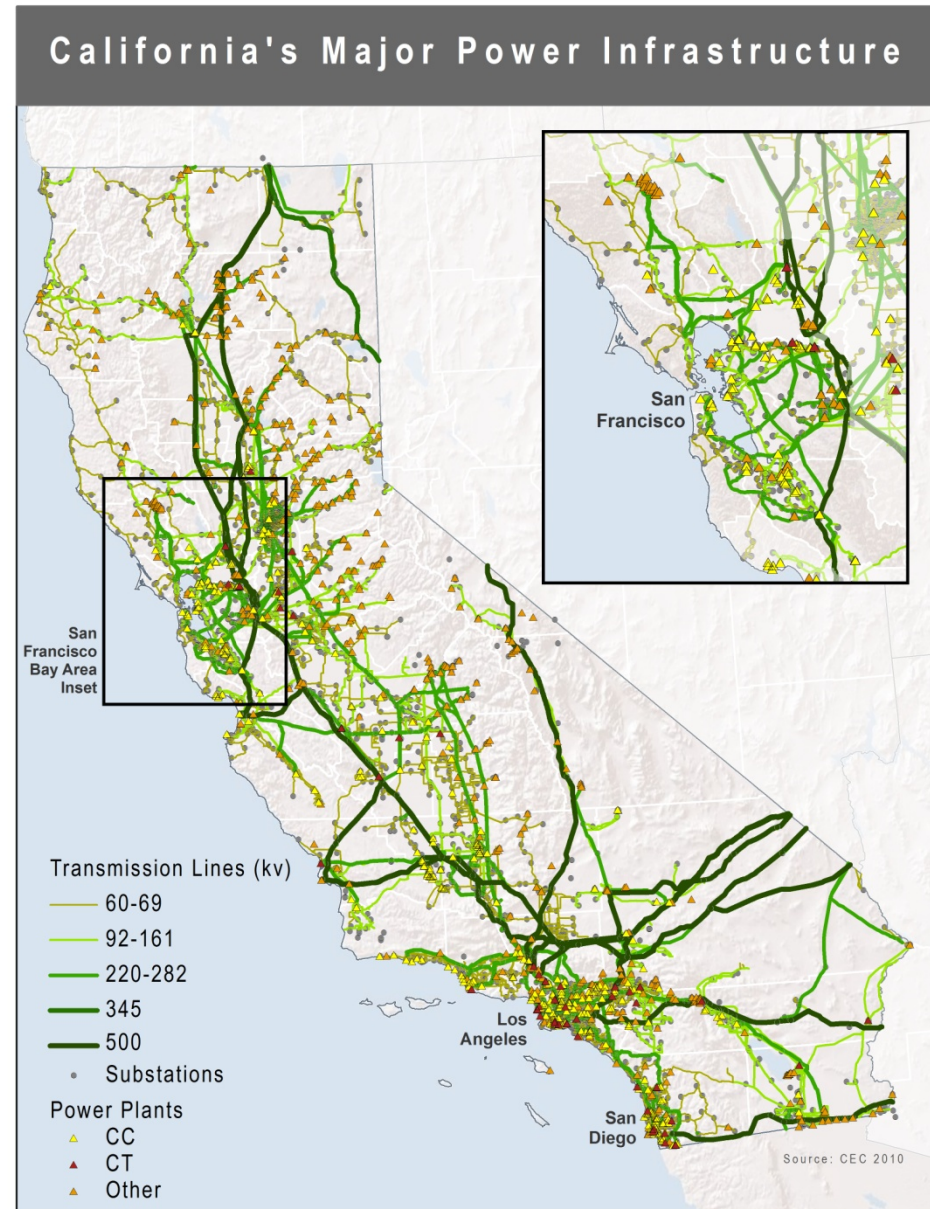 California's Major Power Infrastructure
San
Francisco
San
Francisco
Bay Area
Inset
Transmission Lines (kv)
60-69
92-161
220-282
345
500
Substations
Power Plants
CC
CT
Other
Los
Angeles
San
Diego
Source: CEC 2010